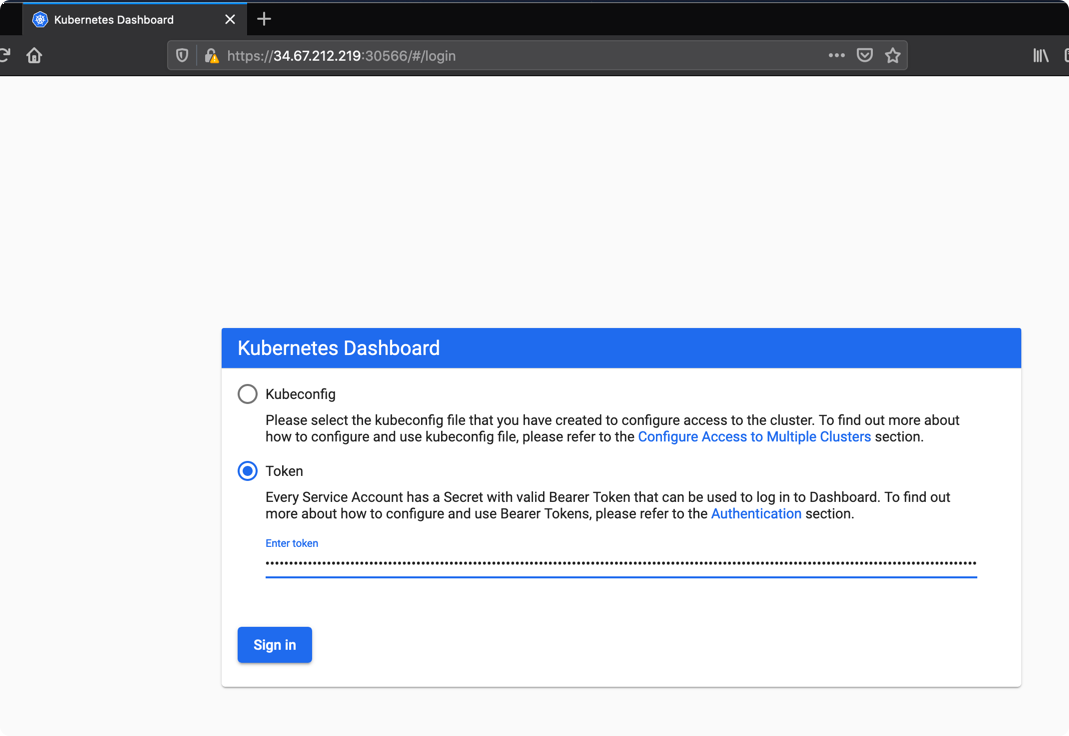 Kubernetes Dashboard
https://34.67.212.219:30566/#/login
Kubernetes Dashboard
Kubeconfig
Please select the kubeconfig file that you have created to configure access to the cluster. To find out more about
how to configure and use kubeconfig file, please refer to the Configure Access to Multiple Clusters section.
Token
Every Service Account has a Secret with valid Bearer Token that can be used to log in to Dashboard. To find out
more about how to configure and use Bearer Tokens, please refer to the Authentication section.
Enter token
Sign in